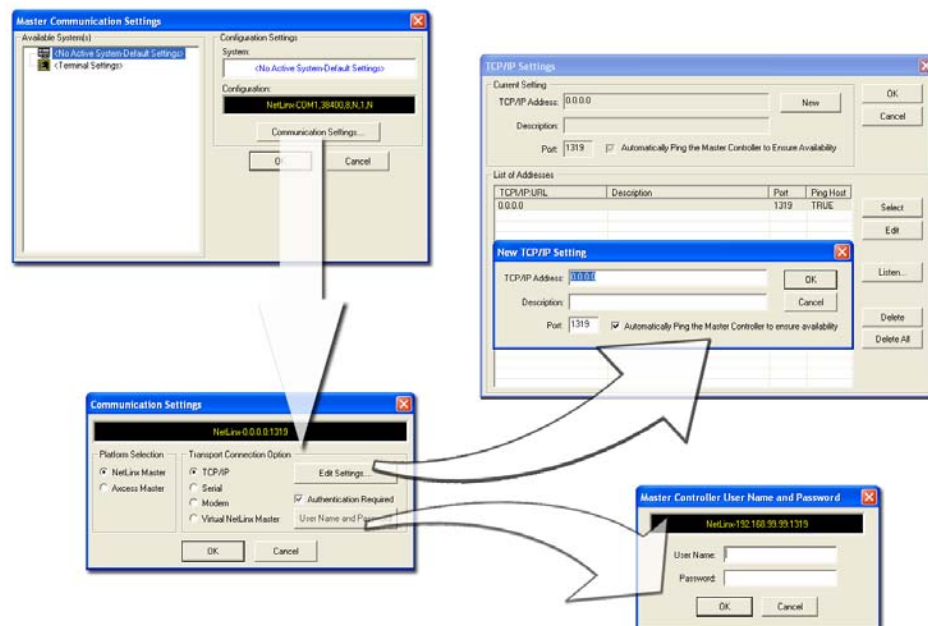 Master Communication Settings
Available System(s)
<No Active System-Default Settings>
<Terminal Settings>
Configuration Settings
System:
<No Active System-Default Settings>
Configuration:
NetLinx-COM1,38400,8,N,1,N
Communication Settings...
OK
Cancel
TCP/IP Settings
Current Setting
TCP/IP Address:
0.0.0.0
New
Description:
Port:
1319
Automatically Ping the Master Controller to Ensure Availability
OK
Cancel
List of Addresses
TCP\IP:URL
Description
Port
Ping Host
0.0.0.0
1319
TRUE
Select
Edit
Listen...
Delete
Delete All
New TCP/IP Setting
TCP/IP Address:
0.0.0.0
OK
Description:
Cancel
Port:
1319
Automatically Ping the Master Controller to ensure availability
Communication Settings
NetLinx-0.0.0.0:1319
Platform Selection
NetLinx Master
Axcess Master
Transport Connection Option
TCP/IP
Serial
Modem
Virtual NetLinx Master
Edit Settings...
Authentication Required
User Name and Password
OK
Cancel
Master Controller User Name and Password
NetLinx-192.168.99.99:1319
User Name:
Password:
OK
Cancel